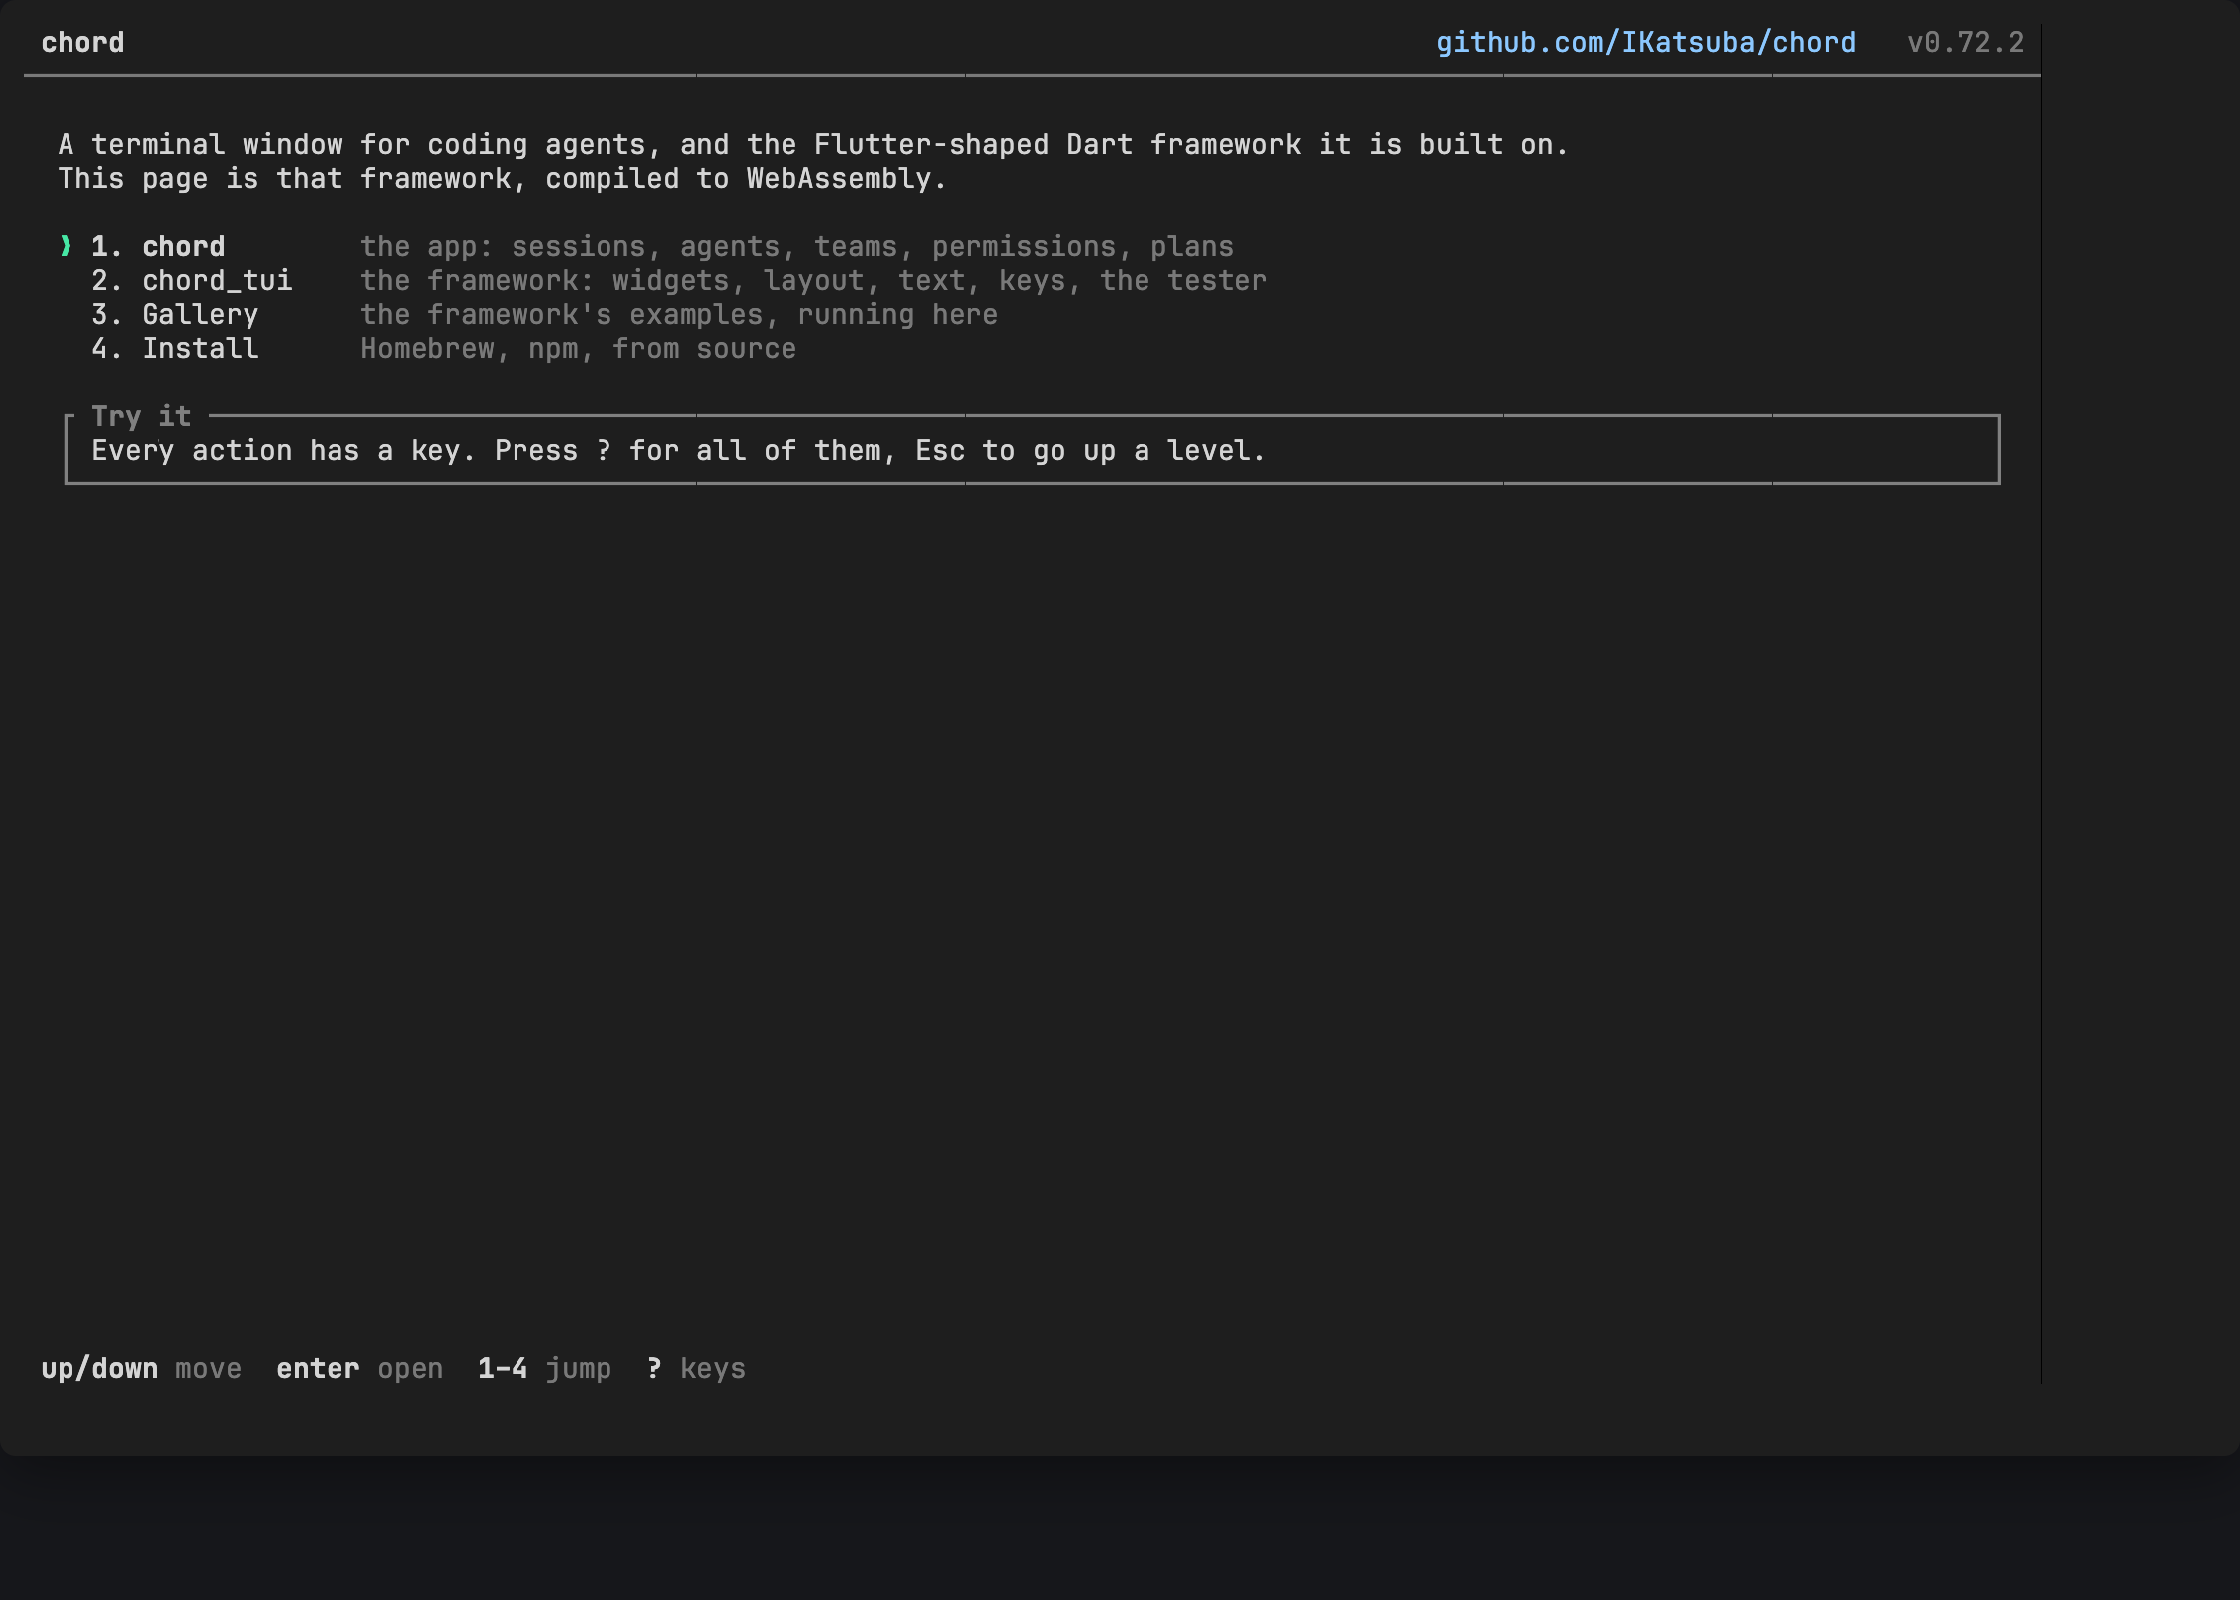 chord github.com/IKatsuba/chord v0.72.2
A terminal window for coding agents, and the Flutter-shaped Dart framework it is built on.
This page is that framework, compiled to WebAssembly.
❯ 1. chord the app: sessions, agents, teams, permissions, plans
2. chord_tui the framework: widgets, layout, text, keys, the tester
3. Gallery the framework's examples, running here
4. Install Homebrew, npm, from source
Try it
Every action has a key. Press ? for all of them, Esc to go up a level.
up/down move enter open 1-4 jump ? keys